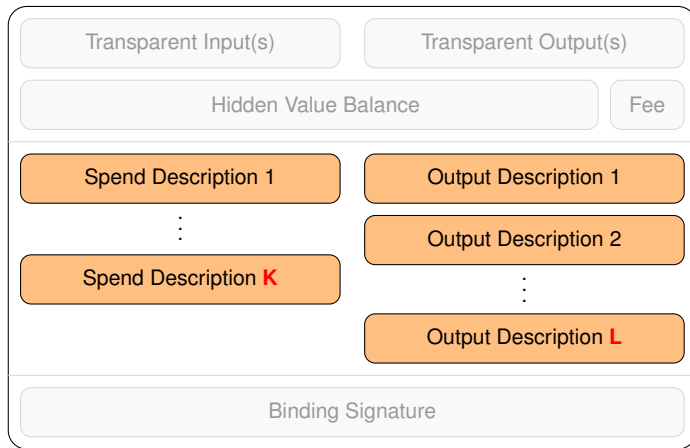 Transparent Input(s)
Transparent Output(s)
Hidden Value Balance
Fee
Spend Description 1
Output Description 1
Output Description 2
Spend Description K
Output Description L
Binding Signature